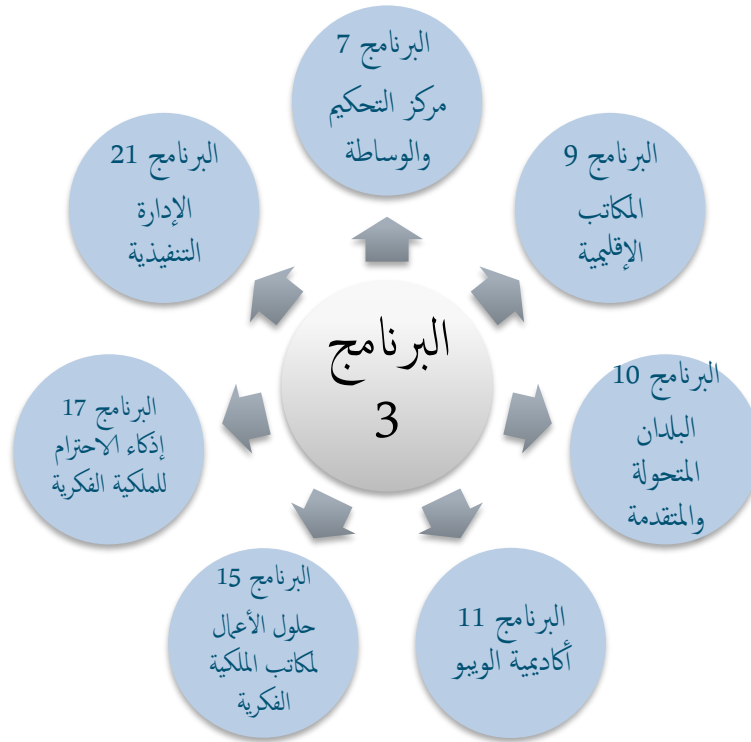 البرنامج 7
مركز التحكيم
والوساطة
البرنامج 9
المكاتب
الإقليمية
البرنامج 10
البلدان
المتحولة
والمتقدمة
البرنامج 11
أكاديمية الويبو
البرنامج 15
حلول الأعمال
لمكاتب الملكية
الفكرية
البرنامج 17
إذكاء الاحترام
للملكية الفكرية
البرنامج 21
الإدارة
التنفيذية
البرنامج
3